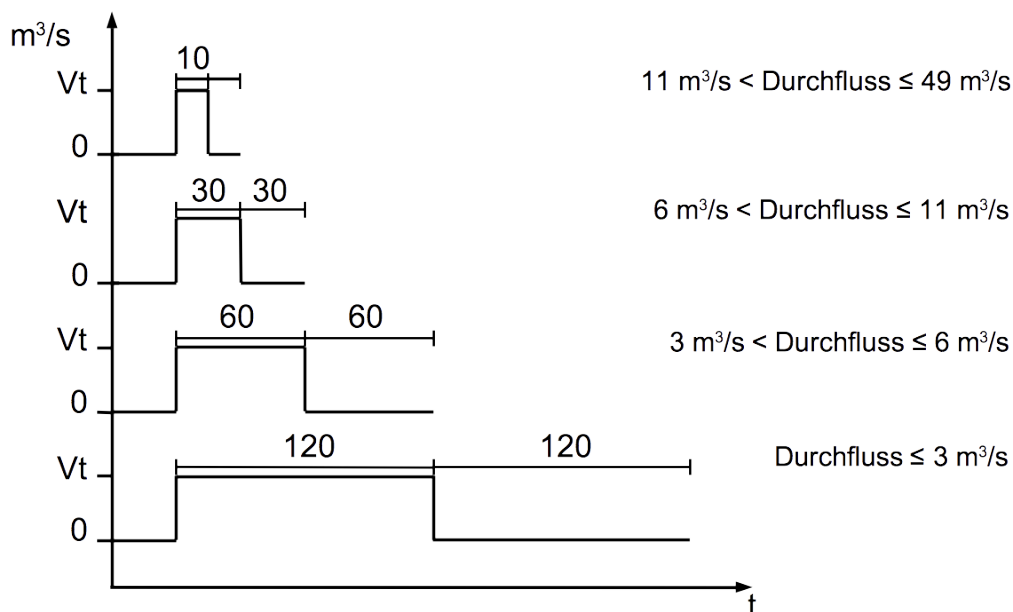 m³/s
10
Vt
11 m³/s < Durchfluss ≤ 49 m³/s
0
30 30
Vt
6 m³/s < Durchfluss ≤ 11 m³/s
0
60 60
Vt
3 m³/s < Durchfluss ≤ 6 m³/s
0
120 120
Vt
Durchfluss ≤ 3 m³/s
0
t